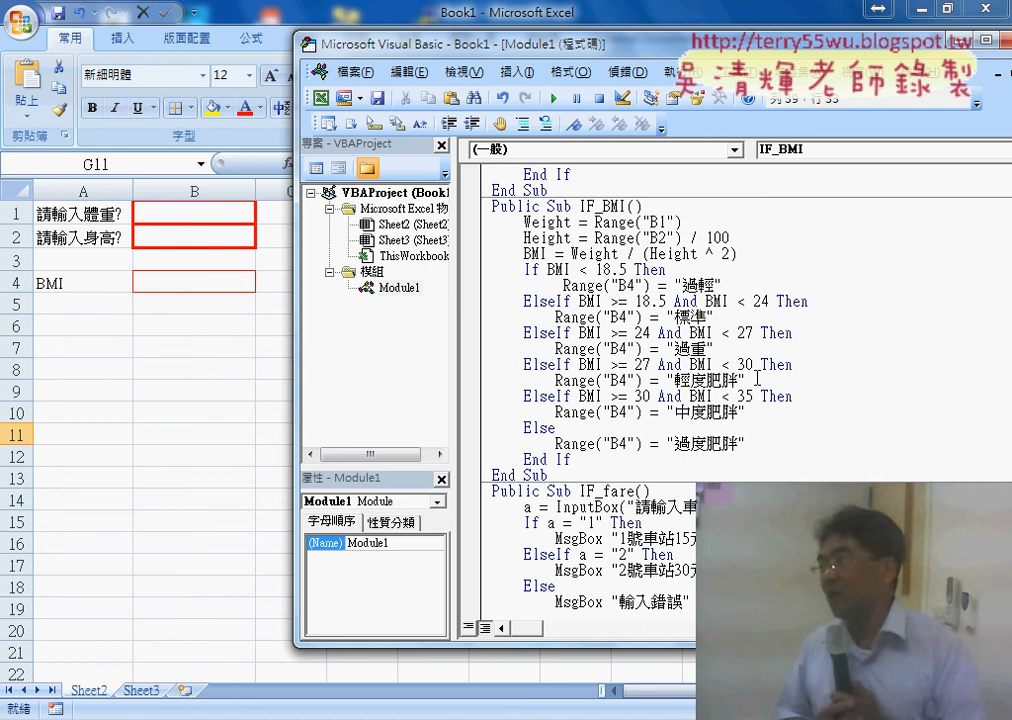 Book1 - Microsoft Excel
常用 插入 版面配置 公式
新細明體 12
貼上
B I U
剪貼簿 字型
G11
A B
1 請輸入體重?
2 請輸入身高?
3
4 BMI
5
6
7
8
9
10
11
12
13
14
15
16
17
18
19
20
21
22
Sheet2 Sheet3
就緒
Microsoft Visual Basic - Book1 - [Module1 (程式碼)]
http://terry55wu.blogspot.tw
吳清輝老師錄製
檔案(F) 編輯(E) 檢視(V) 插入(I) 格式(O) 偵錯(D)
專案 - VBAProject
VBAProject (Book1
Microsoft Excel 物
Sheet2 (Sheet2
Sheet3 (Sheet3
ThisWorkbook
模組
Module1
屬性 - Module1
Module1 Module
字母順序 性質分類
(Name) Module1
(一般) IF_BMI
End If
End Sub
Public Sub IF_BMI()
Weight = Range("B1")
Height = Range("B2") / 100
BMI = Weight / (Height ^ 2)
If BMI < 18.5 Then
Range("B4") = "過輕"
ElseIf BMI >= 18.5 And BMI < 24 Then
Range("B4") = "標準"
ElseIf BMI >= 24 And BMI < 27 Then
Range("B4") = "過重"
ElseIf BMI >= 27 And BMI < 30 Then
Range("B4") = "輕度肥胖"
ElseIf BMI >= 30 And BMI < 35 Then
Range("B4") = "中度肥胖"
Else
Range("B4") = "過度肥胖"
End If
End Sub
Public Sub IF_fare()
a = InputBox("請輸入車
If a = "1" Then
MsgBox "1號車站15元
ElseIf a = "2" Then
MsgBox "2號車站30元
Else
MsgBox "輸入錯誤"